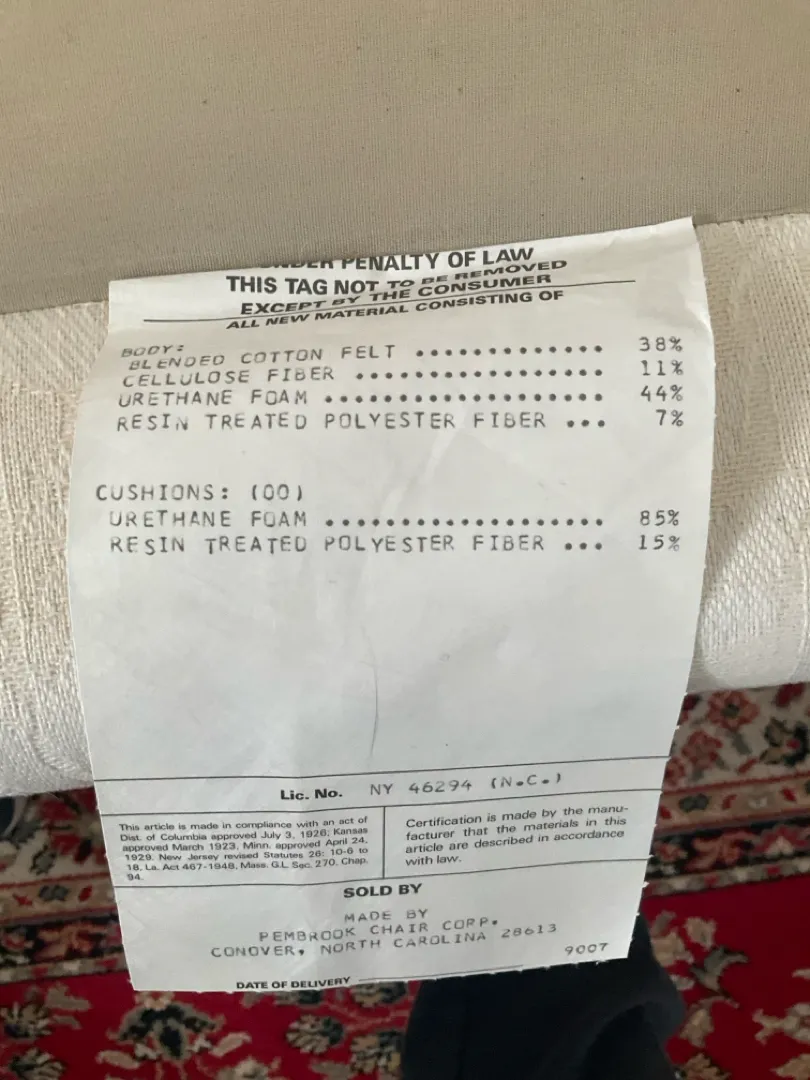 UNDER PENALTY OF LAW
THIS TAG NOT TO BE REMOVED
EXCEPT BY THE CONSUMER
ALL NEW MATERIAL CONSISTING OF
BODY:
BLENDED COTTON FELT ............. 38%
CELLULOSE FIBER ................. 11%
URETHANE FOAM ................... 44%
RESIN TREATED POLYESTER FIBER ... 7%
CUSHIONS: (00)
URETHANE FOAM ................... 85%
RESIN TREATED POLYESTER FIBER ... 15%
Lic. No. NY 46294 (N.C.)
This article is made in compliance with an act of
Dist. of Columbia approved July 3, 1926; Kansas
approved March 1923, Minn. approved April 24,
1929. New Jersey revised Statutes 26: 10-6 to
18, La. Act 467-1948, Mass. G.L. Sec. 270, Chap.
94.
Certification is made by the manu-
facturer that the materials in this
article are described in accordance
with law.
SOLD BY
MADE BY
PEMBROOK CHAIR CORP.
CONOVER, NORTH CAROLINA 28613
9007
DATE OF DELIVERY